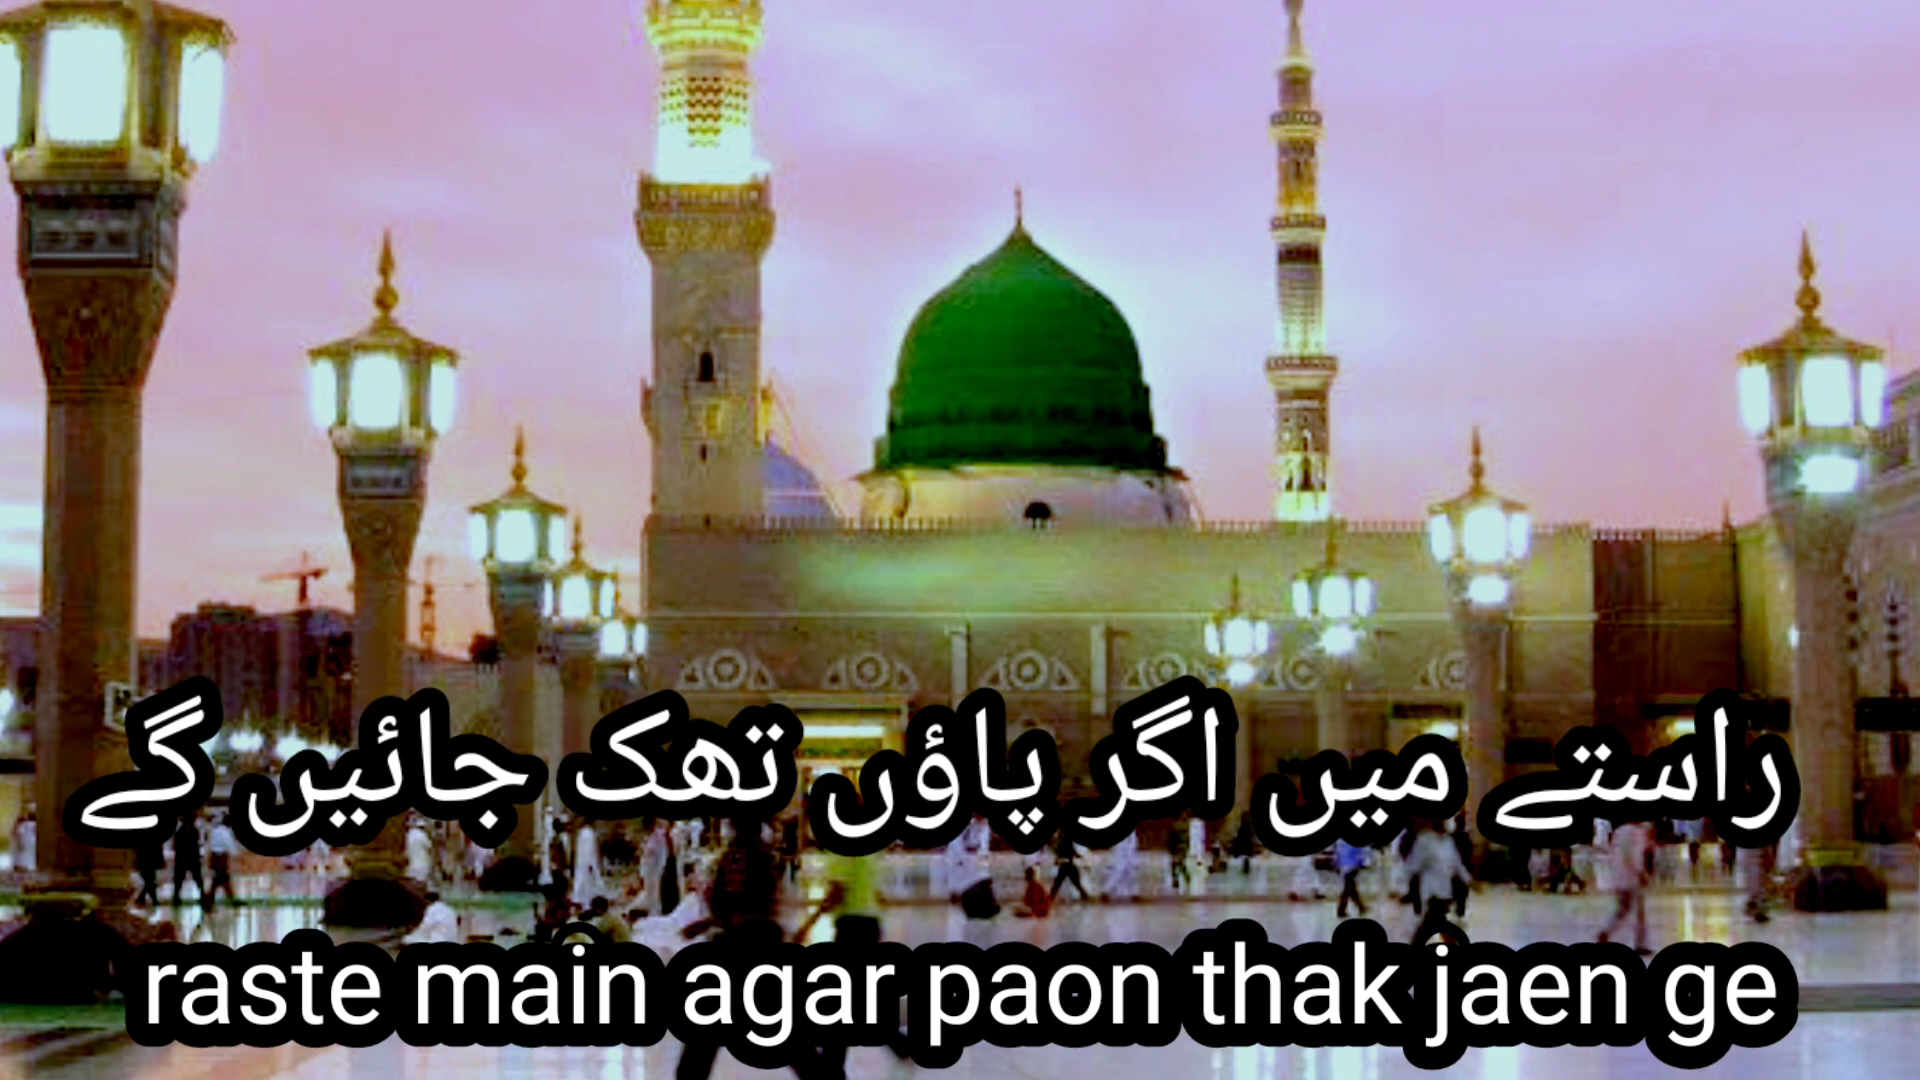 راستے میں اگر پاؤں تھک جائیں گے
raste main agar paon thak jaen ge